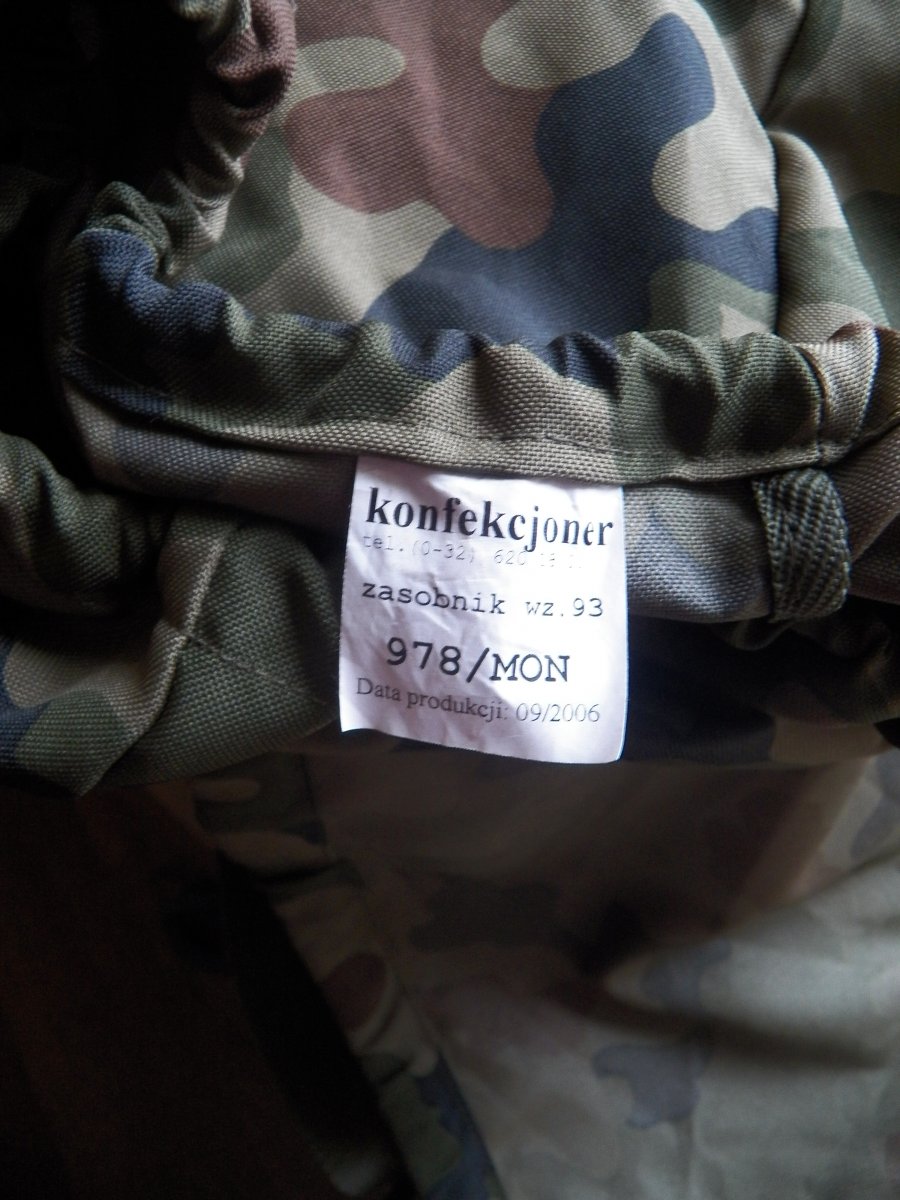 konfekcjoner
tel.(0-32) 620
zasobnik wz.93
978/MON
Data produkcji: 09/2006